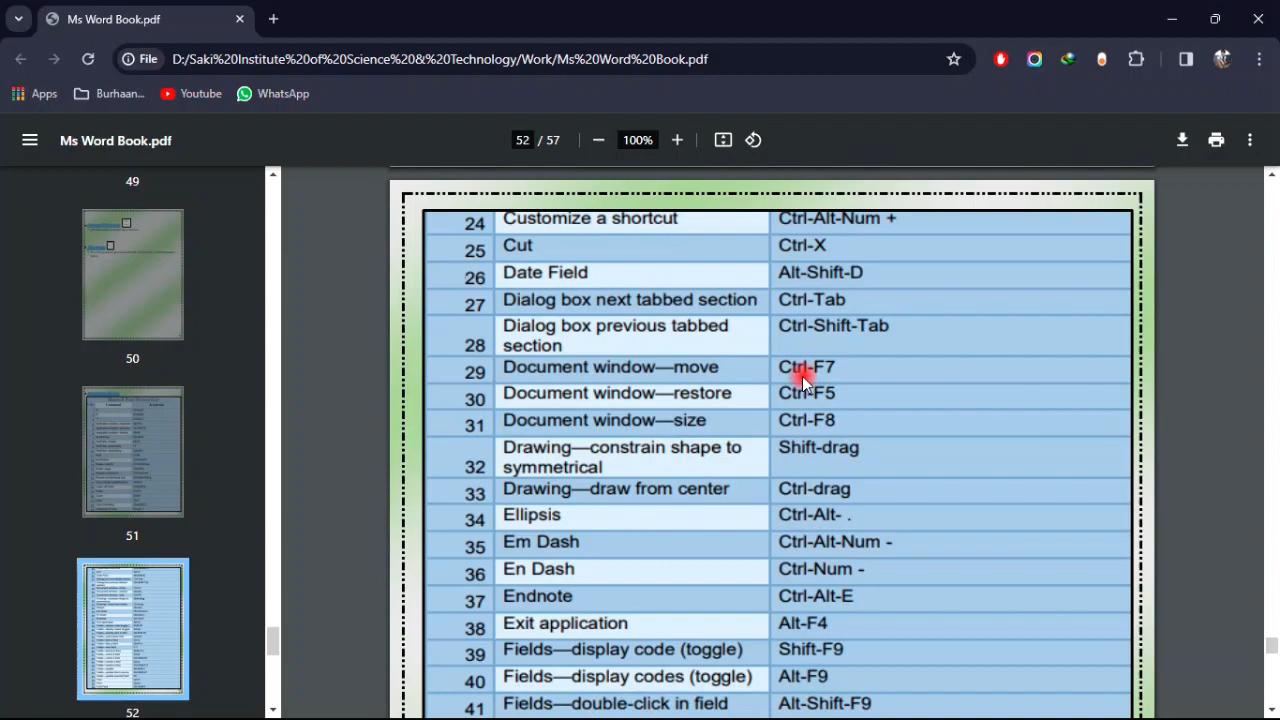 Ms Word Book.pdf
File D:/Saki%20Institute%20of%20Science%20&%20Technology/Work/Ms%20Word%20Book.pdf
Apps Burhaan... Youtube WhatsApp
Ms Word Book.pdf 52 / 57 100%
49
50
51
52
24 Customize a shortcut Ctrl-Alt-Num +
25 Cut Ctrl-X
26 Date Field Alt-Shift-D
27 Dialog box next tabbed section Ctrl-Tab
28 Dialog box previous tabbed section Ctrl-Shift-Tab
29 Document window—move Ctrl-F7
30 Document window—restore Ctrl-F5
31 Document window—size Ctrl-F8
32 Drawing—constrain shape to symmetrical Shift-drag
33 Drawing—draw from center Ctrl-drag
34 Ellipsis Ctrl-Alt- .
35 Em Dash Ctrl-Alt-Num -
36 En Dash Ctrl-Num -
37 Endnote Ctrl-Alt-E
38 Exit application Alt-F4
39 Fields—display code (toggle) Shift-F9
40 Fields—display codes (toggle) Alt-F9
41 Fields—double-click in field Alt-Shift-F9